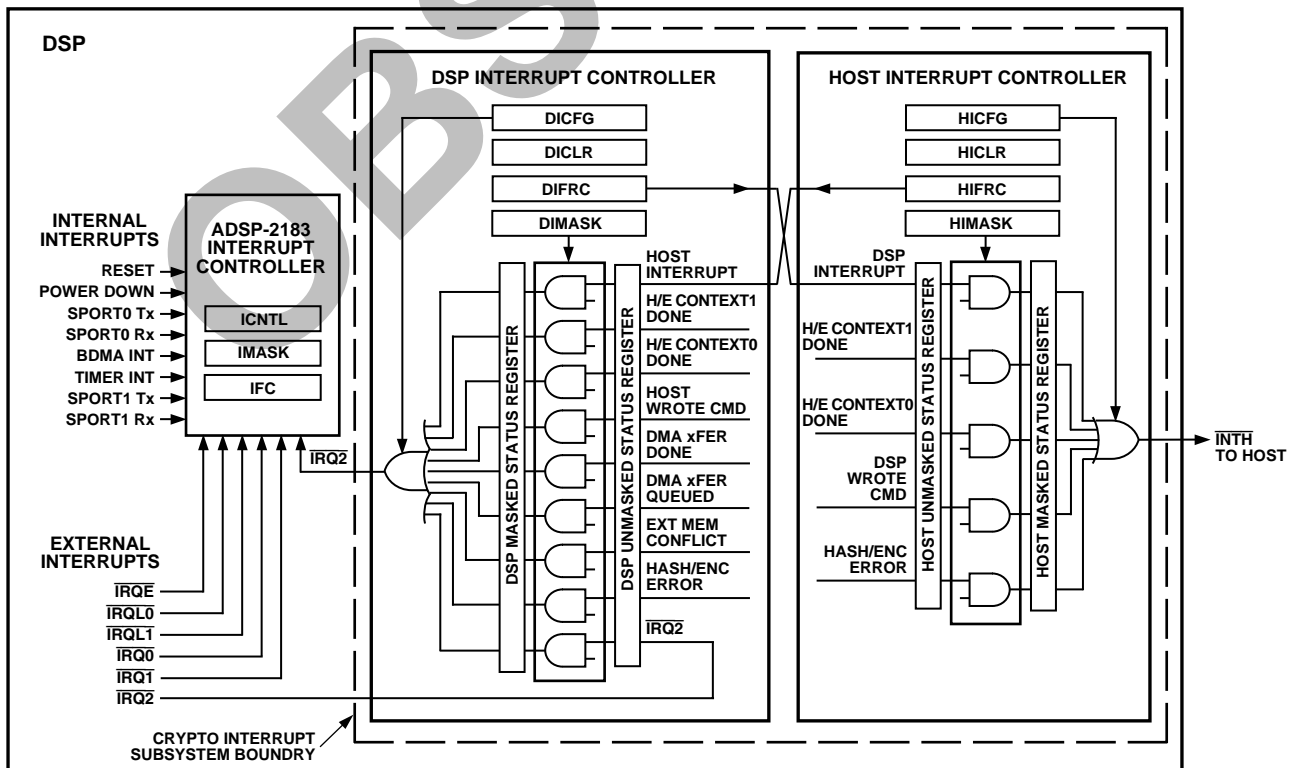 DSP
DSP INTERRUPT CONTROLLER
DICFG
DICLR
DIFRC
DIMASK
HOST INTERRUPT CONTROLLER
HICFG
HICLR
HIFRC
HIMASK
INTERNAL
INTERRUPTS
RESET
POWER DOWN
SPORT0 Tx
SPORT0 Rx
BDMA INT
TIMER INT
SPORT1 Tx
SPORT1 Rx
ADSP-2183
INTERRUPT
CONTROLLER
ICNTL
IMASK
IFC
IRQ2
EXTERNAL
INTERRUPTS
IRQE
IRQL0
IRQL1
IRQ0
IRQ1
IRQ2
CRYPTO INTERRUPT
SUBSYSTEM BOUNDRY
DSP MASKED STATUS REGISTER
DSP UNMASKED STATUS REGISTER
HOST
INTERRUPT
H/E CONTEXT1
DONE
H/E CONTEXT0
DONE
HOST
WROTE CMD
DMA xFER
DONE
DMA xFER
QUEUED
EXT MEM
CONFLICT
HASH/ENC
ERROR
IRQ2
DSP
INTERRUPT
H/E CONTEXT1
DONE
H/E CONTEXT0
DONE
DSP
WROTE
CMD
HASH/ENC
ERROR
HOST UNMASKED STATUS REGISTER
HOST MASKED STATUS REGISTER
INTH
TO HOST
OBS